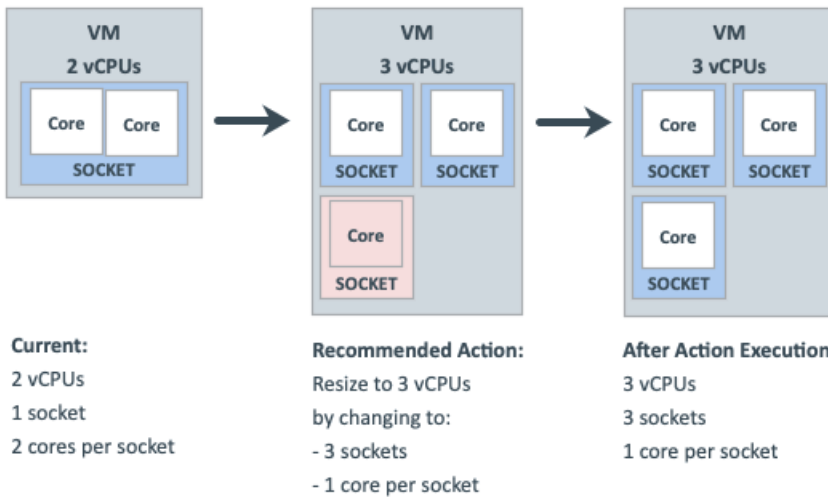 VM
2 vCPUs
Core Core
SOCKET
VM
3 vCPUs
Core Core
SOCKET SOCKET
Core
SOCKET
VM
3 vCPUs
Core Core
SOCKET SOCKET
Core
SOCKET
Current:
2 vCPUs
1 socket
2 cores per socket
Recommended Action:
Resize to 3 vCPUs
by changing to:
- 3 sockets
- 1 core per socket
After Action Execution
3 vCPUs
3 sockets
1 core per socket